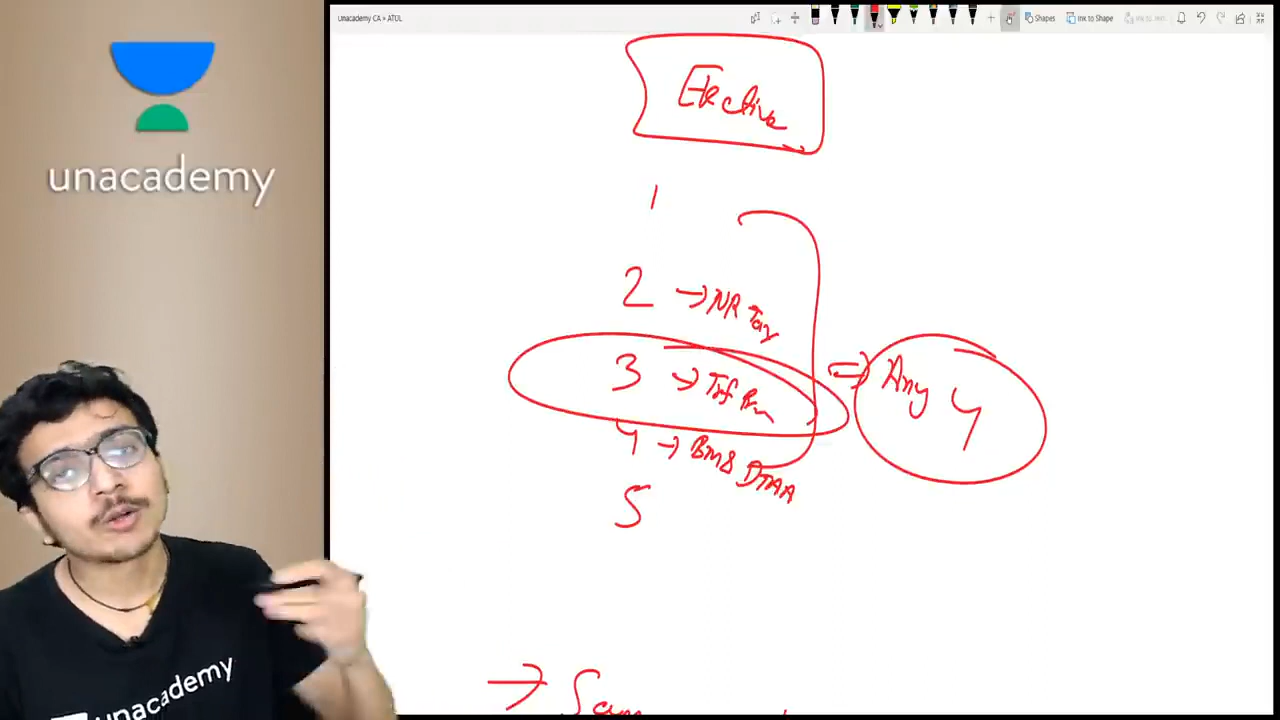 Unacademy CA > ATUL
Shapes
Ink to Shape
unacademy
Elective
1
2 → NR Tax
3 →
4 → BMS DTAA
5
⇒ Any 4
→ Sam
unacademy